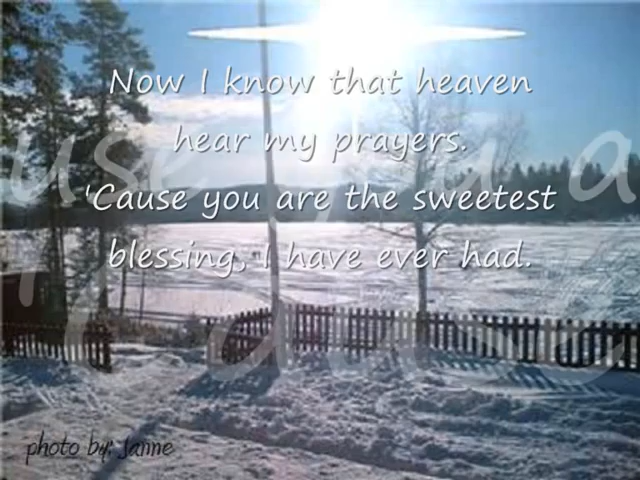 Now I know that heaven
hear my prayers.
'Cause you are the sweetest
blessing, I have ever had.
photo by: Janne